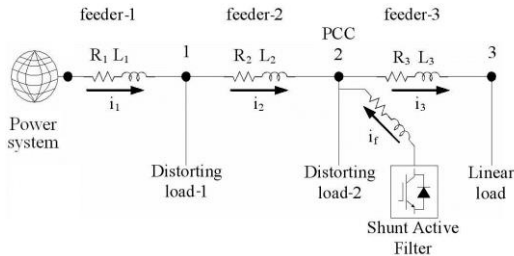 feeder-1 feeder-2 feeder-3
PCC
R1 L1 1 R2 L2 2 R3 L3 3
i1 i2 i3
if
Power
system
Distorting
load-1
Distorting
load-2
Linear
load
Shunt Active
Filter